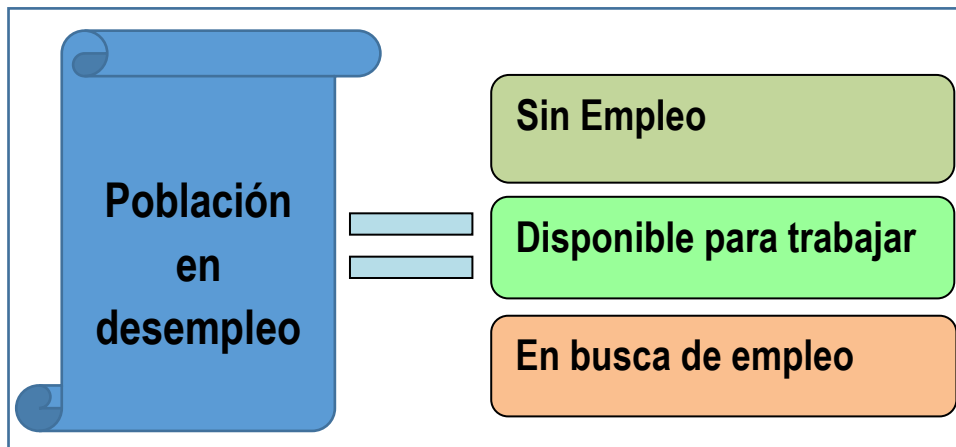 Población
en
desempleo
Sin Empleo
Disponible para trabajar
En busca de empleo